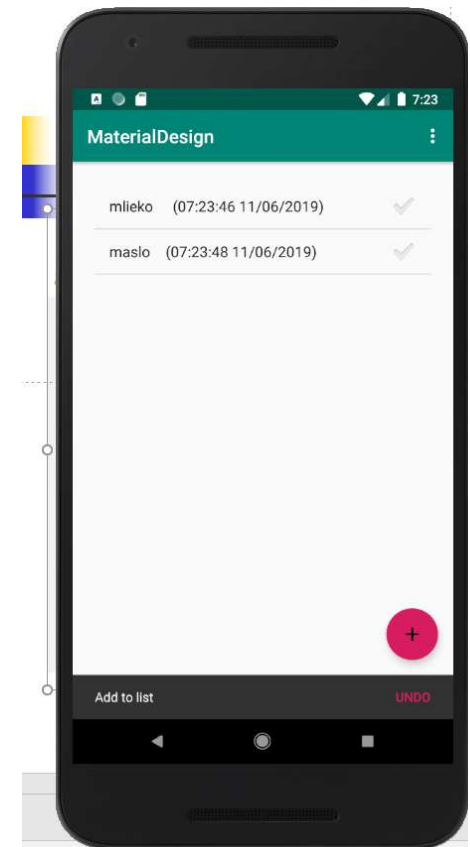 7:23
MaterialDesign
mlieko (07:23:46 11/06/2019)
maslo (07:23:48 11/06/2019)
+
Add to list UNDO